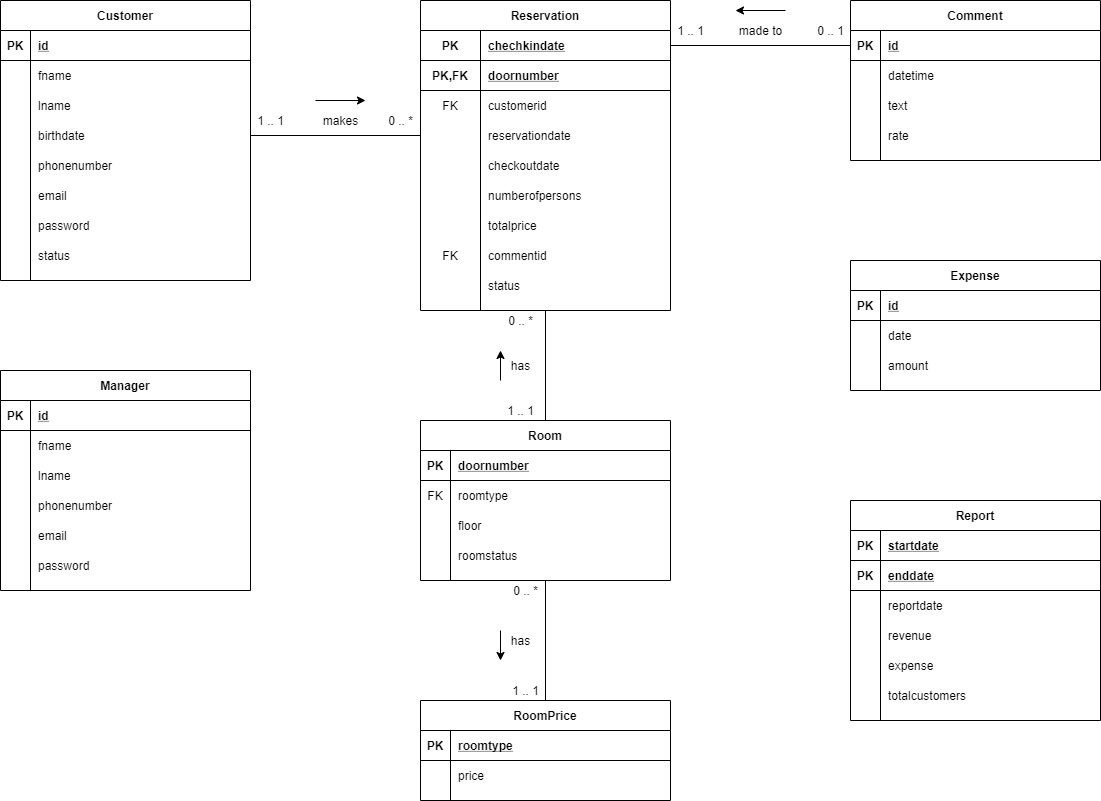 Customer
PK id
fname
lname
birthdate
phonenumber
email
password
status
1 .. 1 makes 0 .. *
Reservation
PK chechkindate
PK,FK doornumber
FK customerid
reservationdate
checkoutdate
numberofpersons
totalprice
FK commentid
status
1 .. 1 made to 0 .. 1
Comment
PK id
datetime
text
rate
Expense
PK id
date
amount
Manager
PK id
fname
lname
phonenumber
email
password
0 .. *
has
1 .. 1
Room
PK doornumber
FK roomtype
floor
roomstatus
0 .. *
has
1 .. 1
RoomPrice
PK roomtype
price
Report
PK startdate
PK enddate
reportdate
revenue
expense
totalcustomers